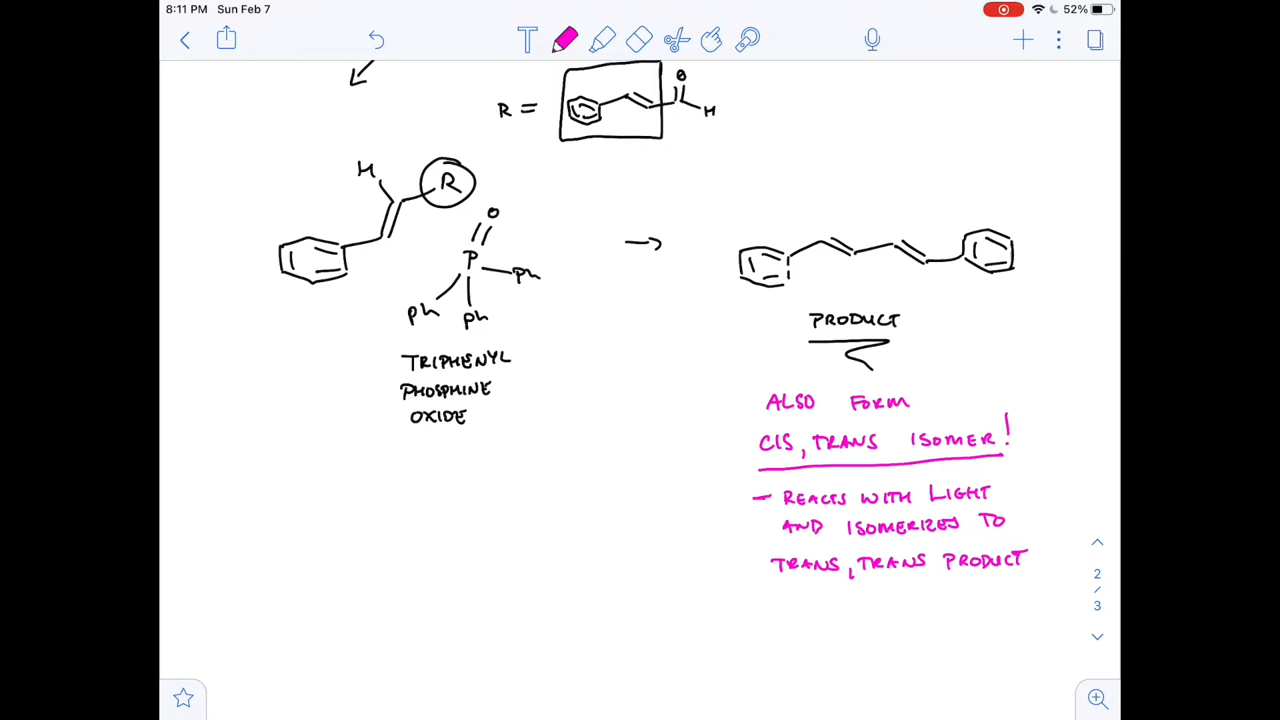 8:11 PM Sun Feb 7
52%
O
R =
H
H
R
O
P
Ph
Ph
Ph
TRIPHENYL
PHOSPHINE
OXIDE
→
PRODUCT
ALSO FORM
CIS, TRANS ISOMER!
- REACTS WITH LIGHT
AND ISOMERIZES TO
TRANS, TRANS PRODUCT
2
/
3